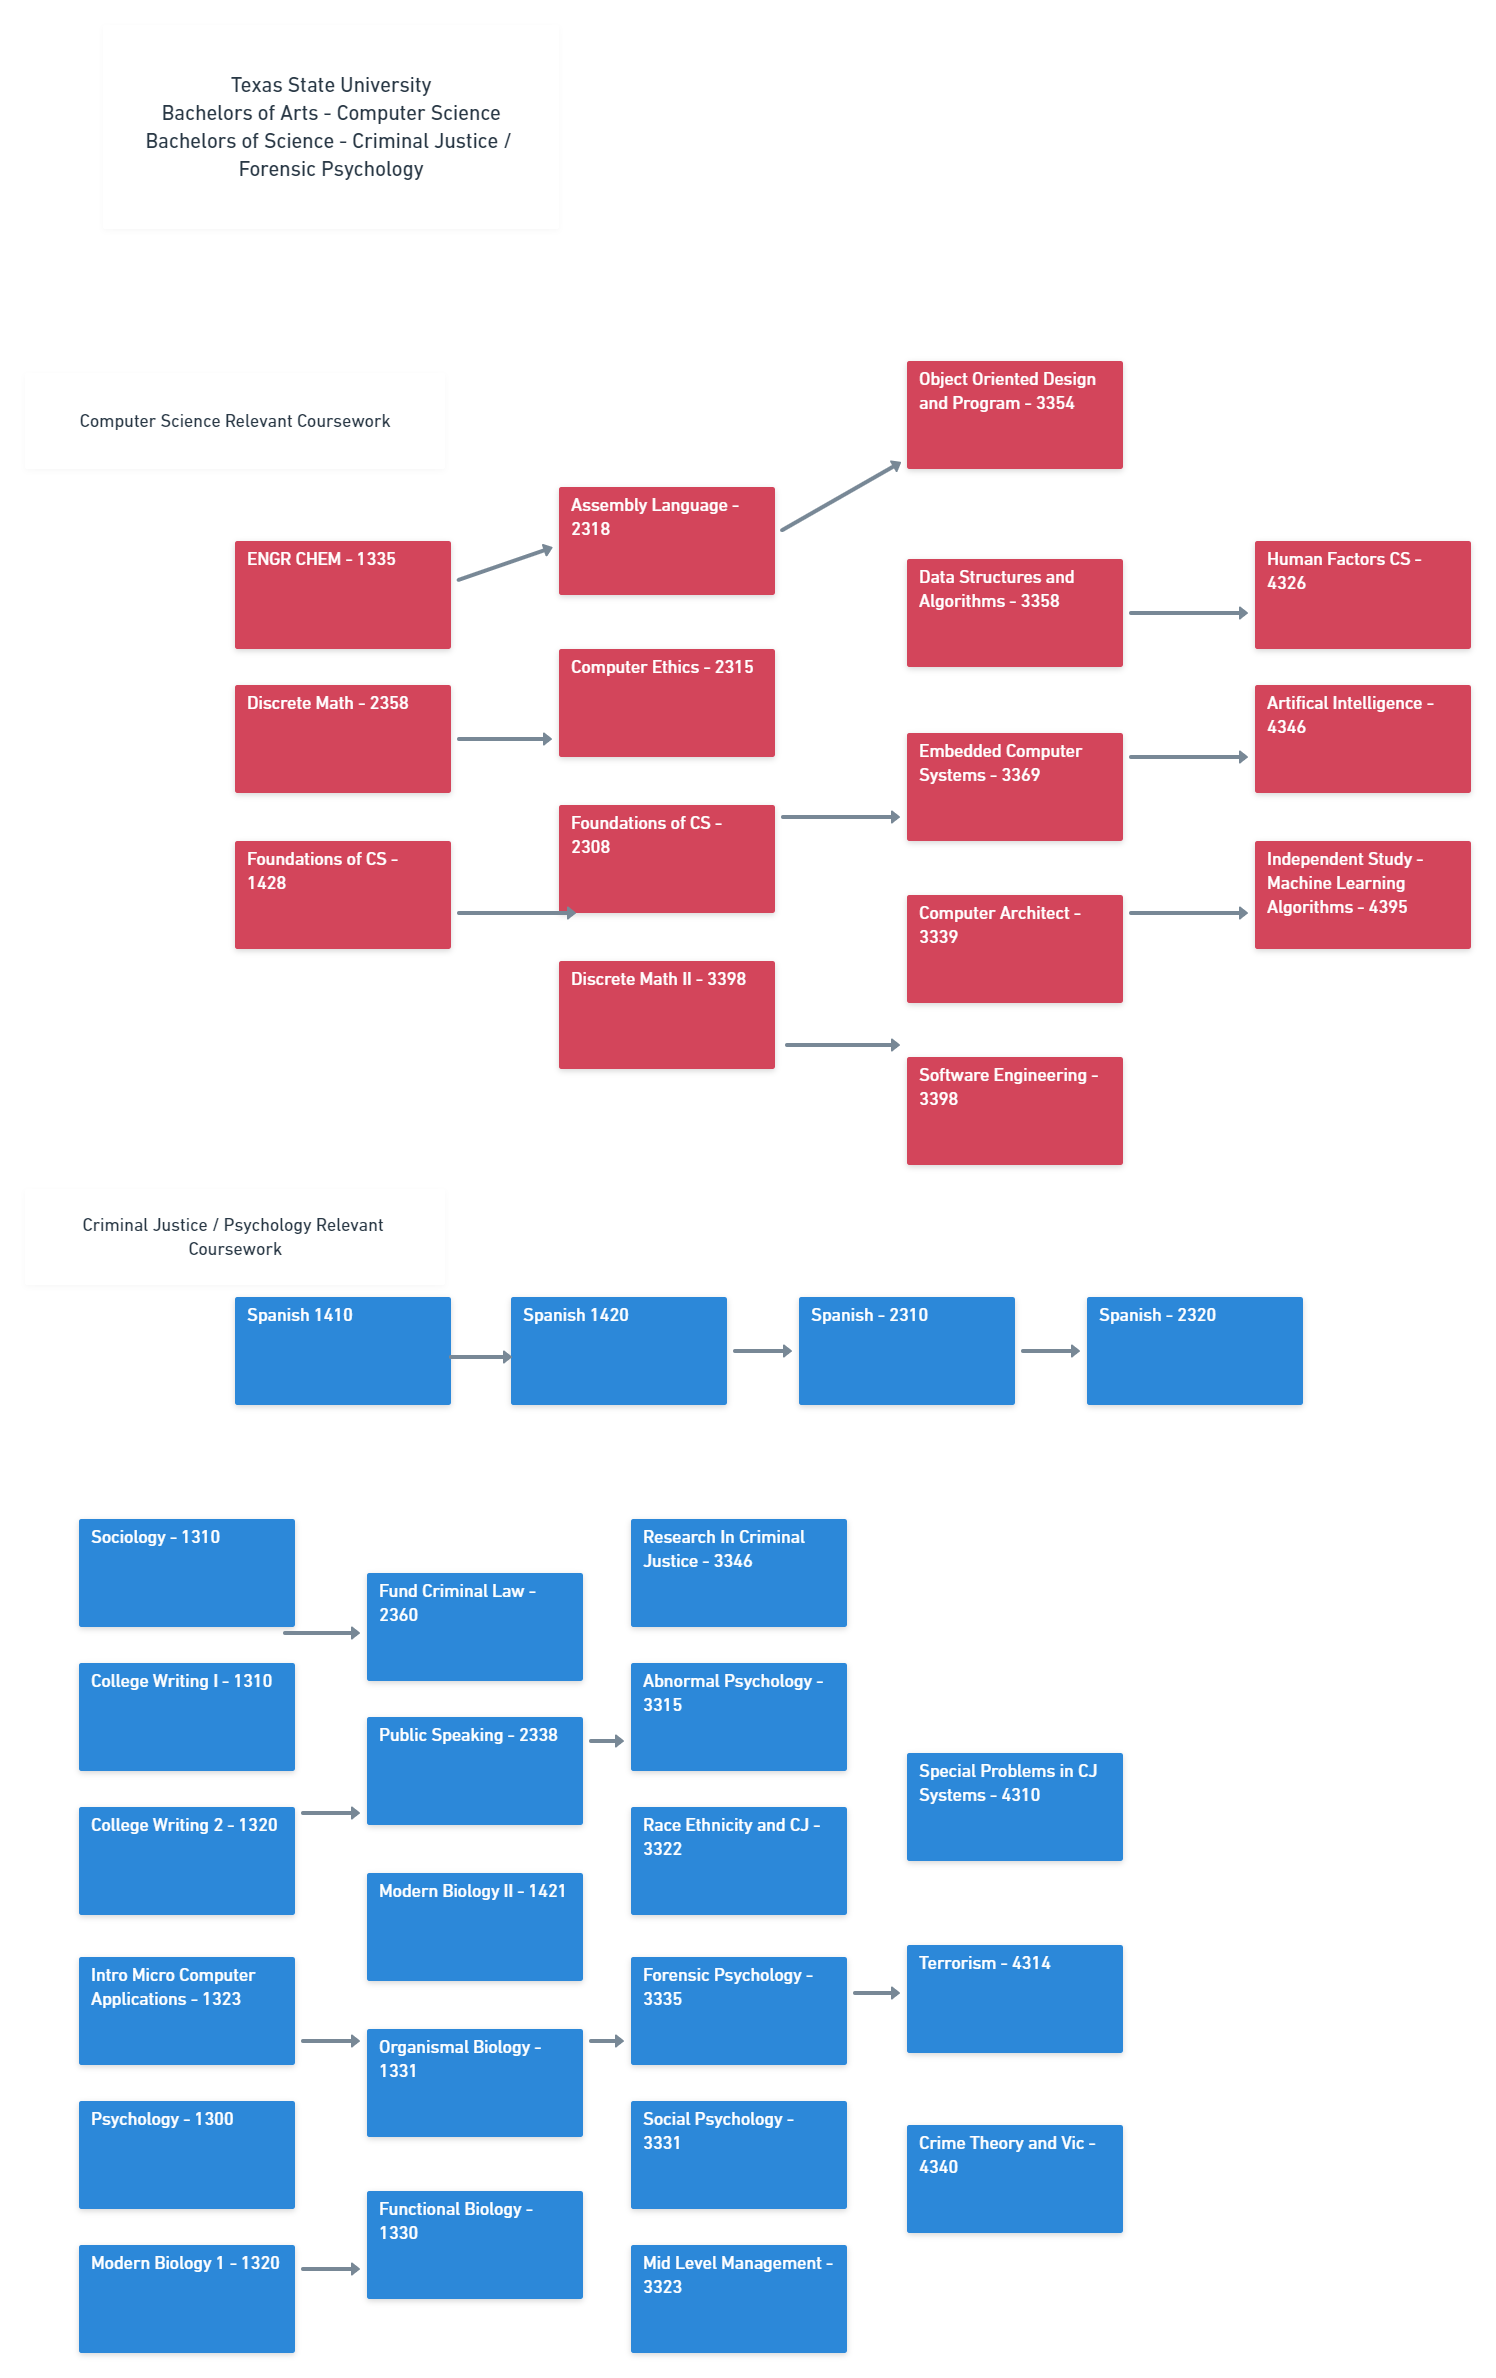 Texas State University
Bachelors of Arts - Computer Science
Bachelors of Science - Criminal Justice /
Forensic Psychology
Computer Science Relevant Coursework
ENGR CHEM - 1335
Discrete Math - 2358
Foundations of CS -
1428
Assembly Language -
2318
Computer Ethics - 2315
Foundations of CS -
2308
Discrete Math II - 3398
Object Oriented Design
and Program - 3354
Data Structures and
Algorithms - 3358
Embedded Computer
Systems - 3369
Computer Architect -
3339
Software Engineering -
3398
Human Factors CS -
4326
Artifical Intelligence -
4346
Independent Study -
Machine Learning
Algorithms - 4395
Criminal Justice / Psychology Relevant
Coursework
Spanish 1410
Spanish 1420
Spanish - 2310
Spanish - 2320
Sociology - 1310
College Writing I - 1310
College Writing 2 - 1320
Intro Micro Computer
Applications - 1323
Psychology - 1300
Modern Biology 1 - 1320
Fund Criminal Law -
2360
Public Speaking - 2338
Modern Biology II - 1421
Organismal Biology -
1331
Functional Biology -
1330
Research In Criminal
Justice - 3346
Abnormal Psychology -
3315
Race Ethnicity and CJ -
3322
Forensic Psychology -
3335
Social Psychology -
3331
Mid Level Management -
3323
Special Problems in CJ
Systems - 4310
Terrorism - 4314
Crime Theory and Vic -
4340